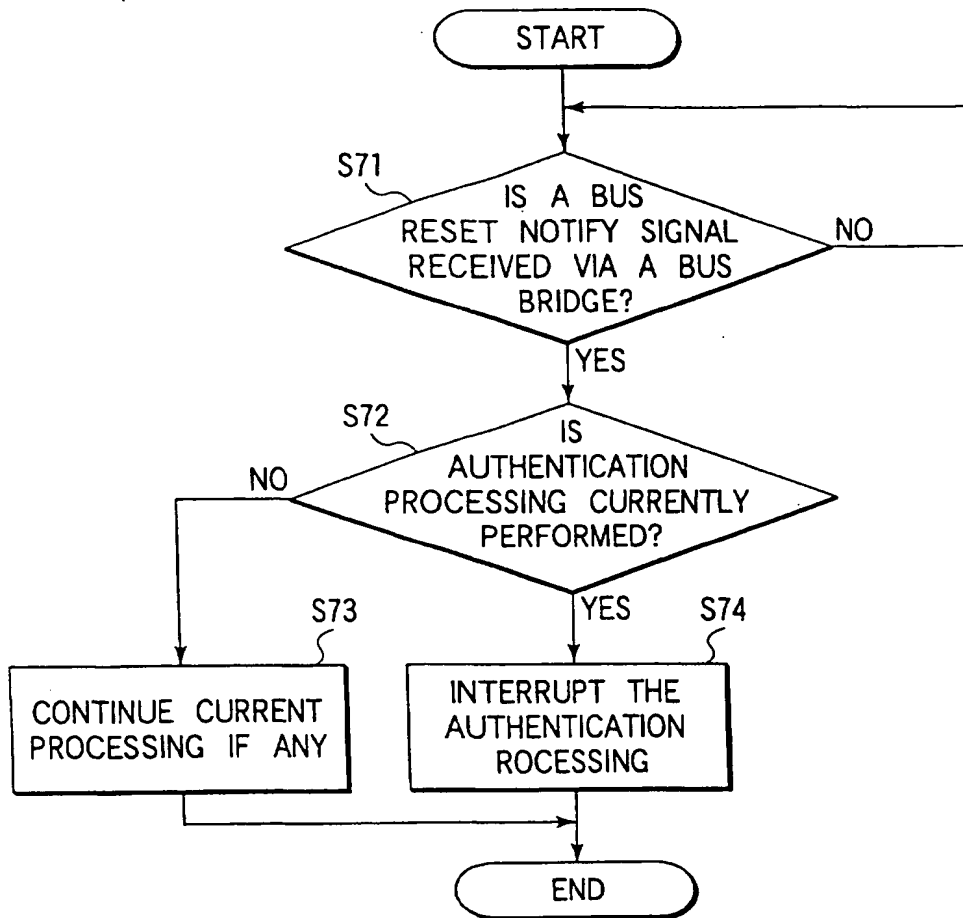 START
S71
IS A BUS
RESET NOTIFY SIGNAL
RECEIVED VIA A BUS
BRIDGE?
NO
YES
S72
IS
AUTHENTICATION
PROCESSING CURRENTLY
PERFORMED?
NO
YES
S73
CONTINUE CURRENT
PROCESSING IF ANY
S74
INTERRUPT THE
AUTHENTICATION
ROCESSING
END